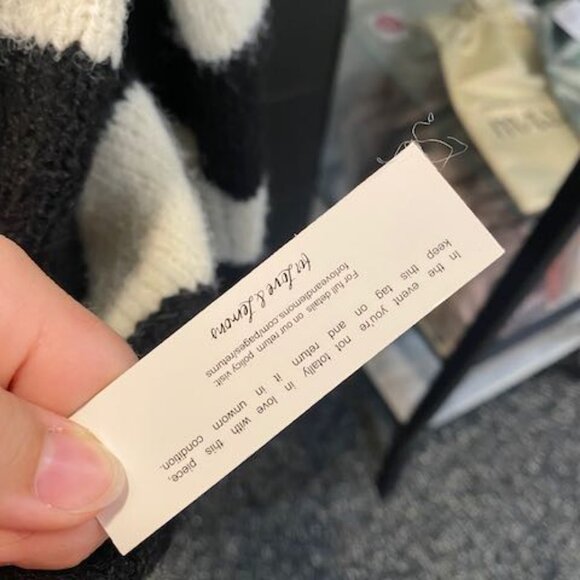 In the event you're not totally in love with this piece,
keep this tag on and return it in unworn condition.
For full details on our return policy visit:
forloveandlemons.com/pages/returns
for Love & Lemons